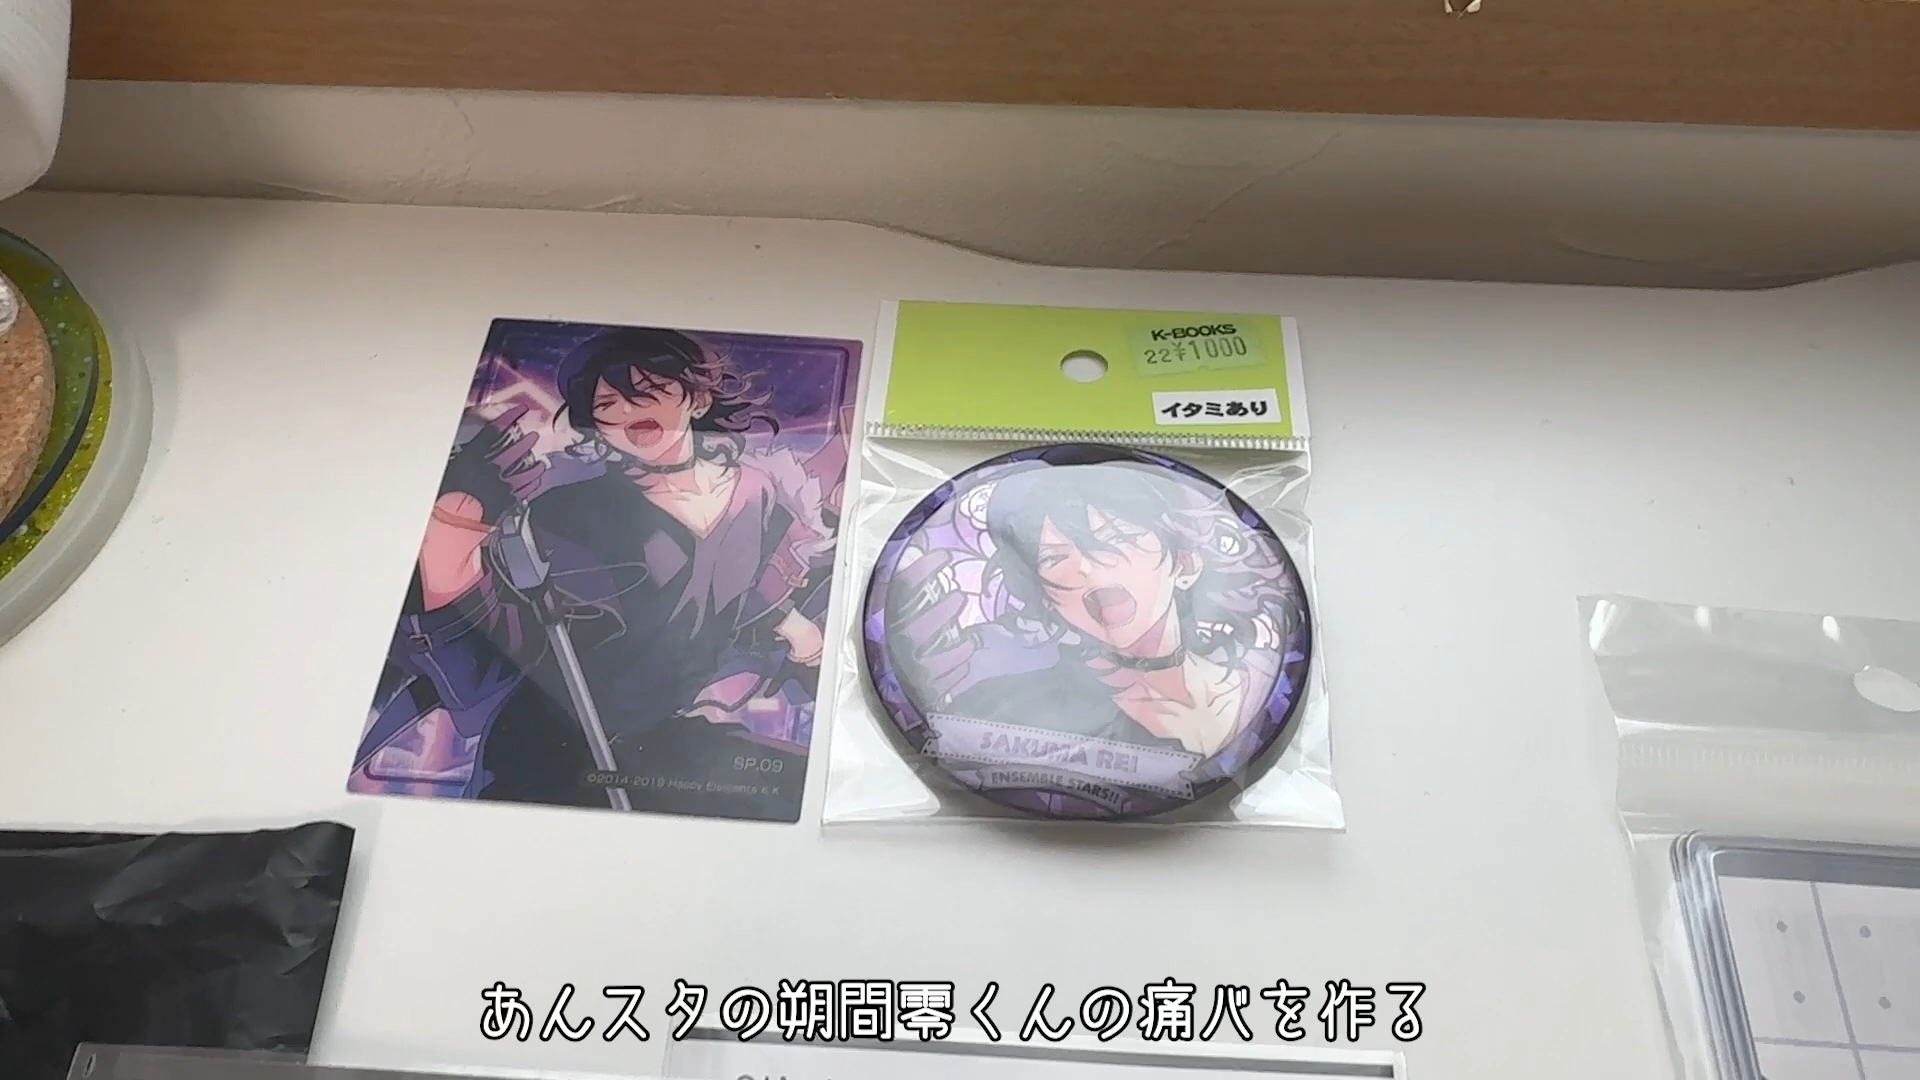 K-BOOKS
22¥1000
イタミあり
SP.09
©2014-2019 Happy Elements K.K
SAKUMA REI
ENSEMBLE STARS!!
あんスタの朔間零くんの痛バを作る